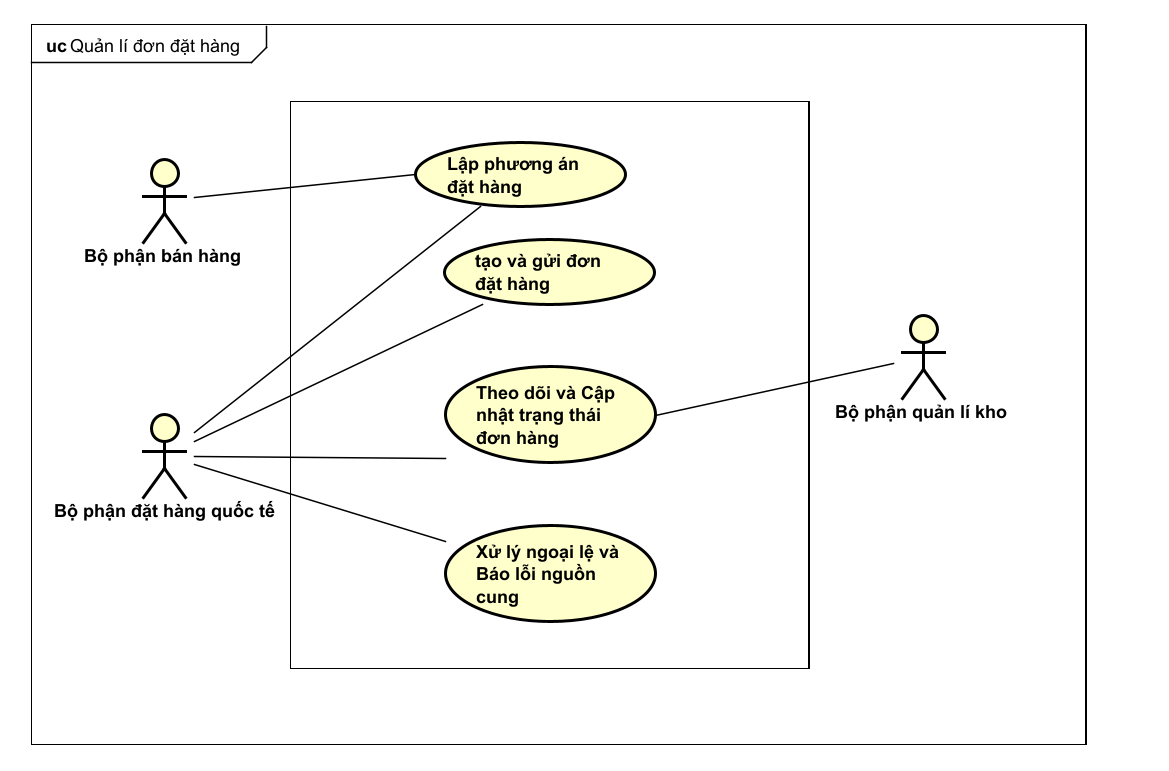 uc Quản lí đơn đặt hàng
Lập phương án
đặt hàng
Bộ phận bán hàng
tạo và gửi đơn
đặt hàng
Theo dõi và Cập
nhật trạng thái
đơn hàng
Bộ phận quản lí kho
Bộ phận đặt hàng quốc tế
Xử lý ngoại lệ và
Báo lỗi nguồn
cung